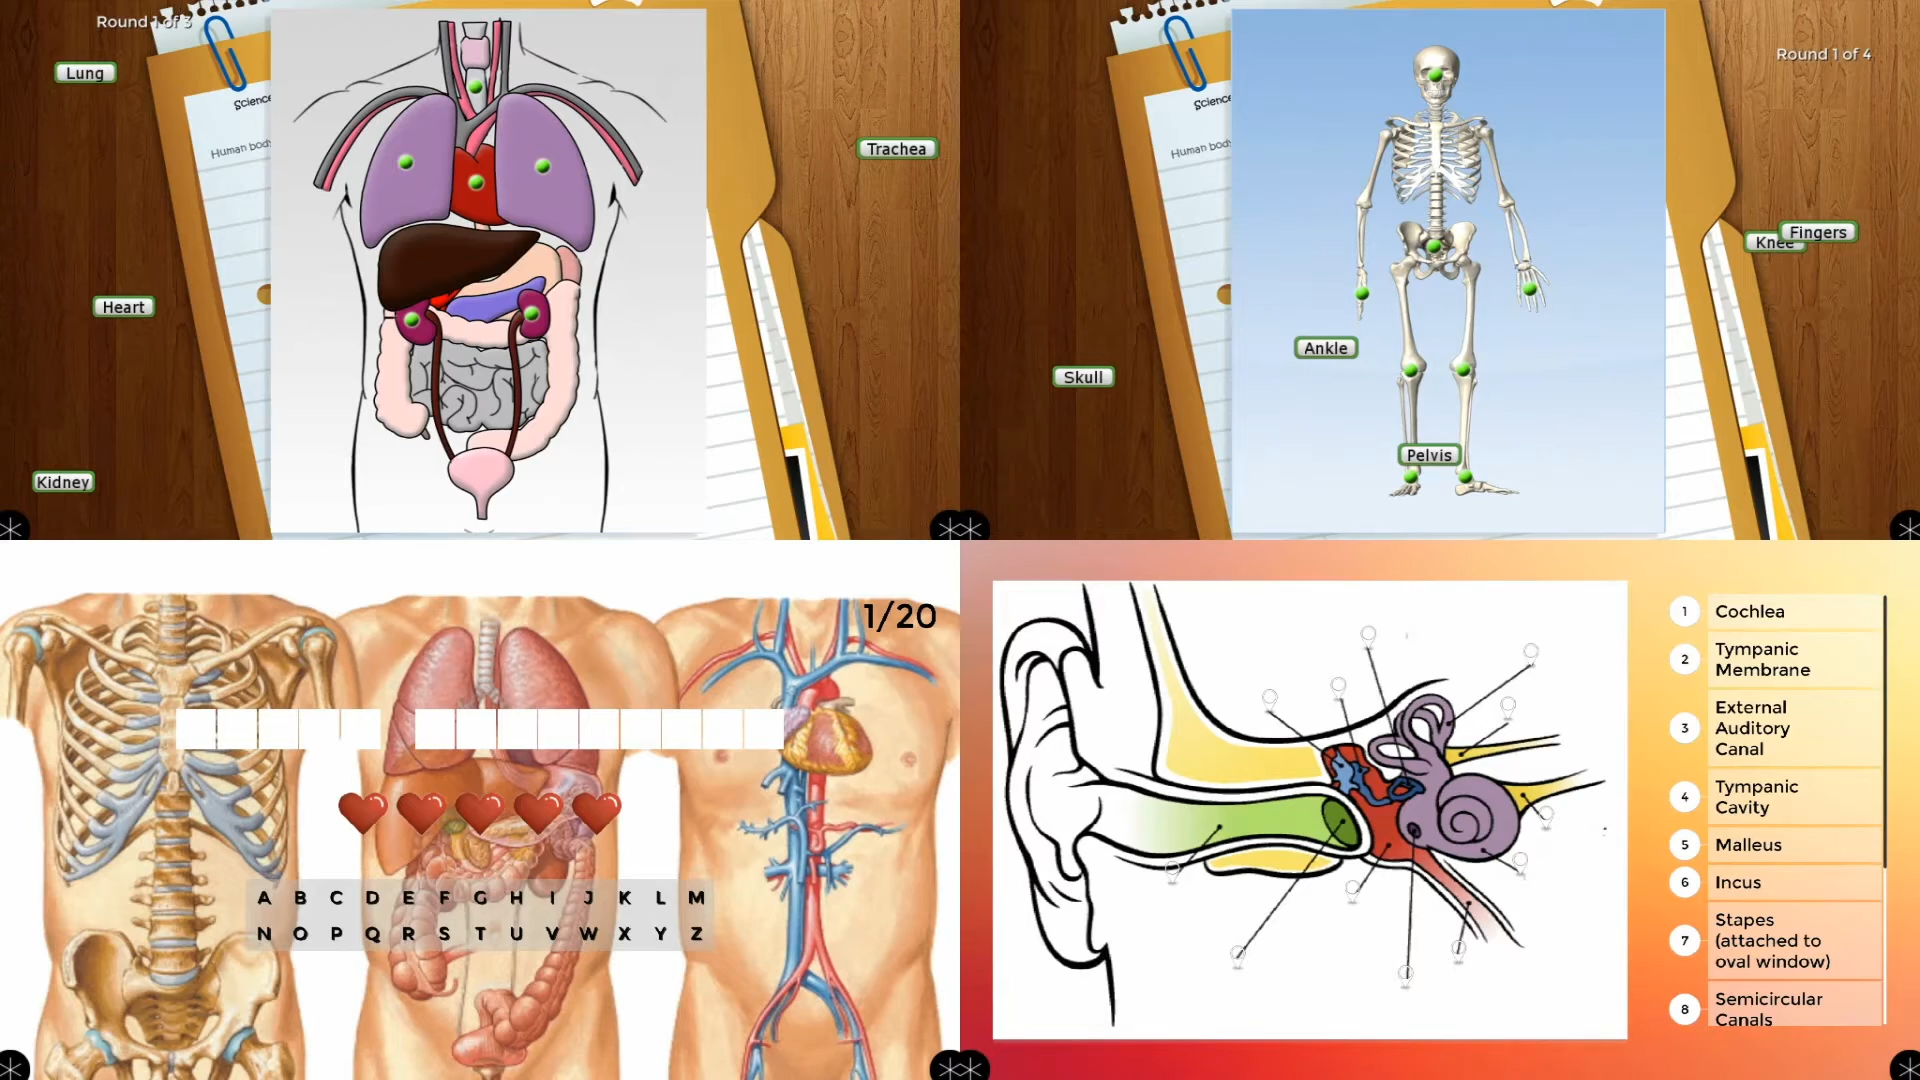 Round 1 of 3
Lung
Science
Human body
Trachea
Heart
Kidney
Round 1 of 4
Science
Human body
Knee
Fingers
Ankle
Skull
Pelvis
1/20
A B C D E F G H I J K L M
N O P Q R S T U V W X Y Z
1 Cochlea
2 Tympanic
Membrane
3 External
Auditory
Canal
4 Tympanic
Cavity
5 Malleus
6 Incus
7 Stapes
(attached to
oval window)
8 Semicircular
Canals